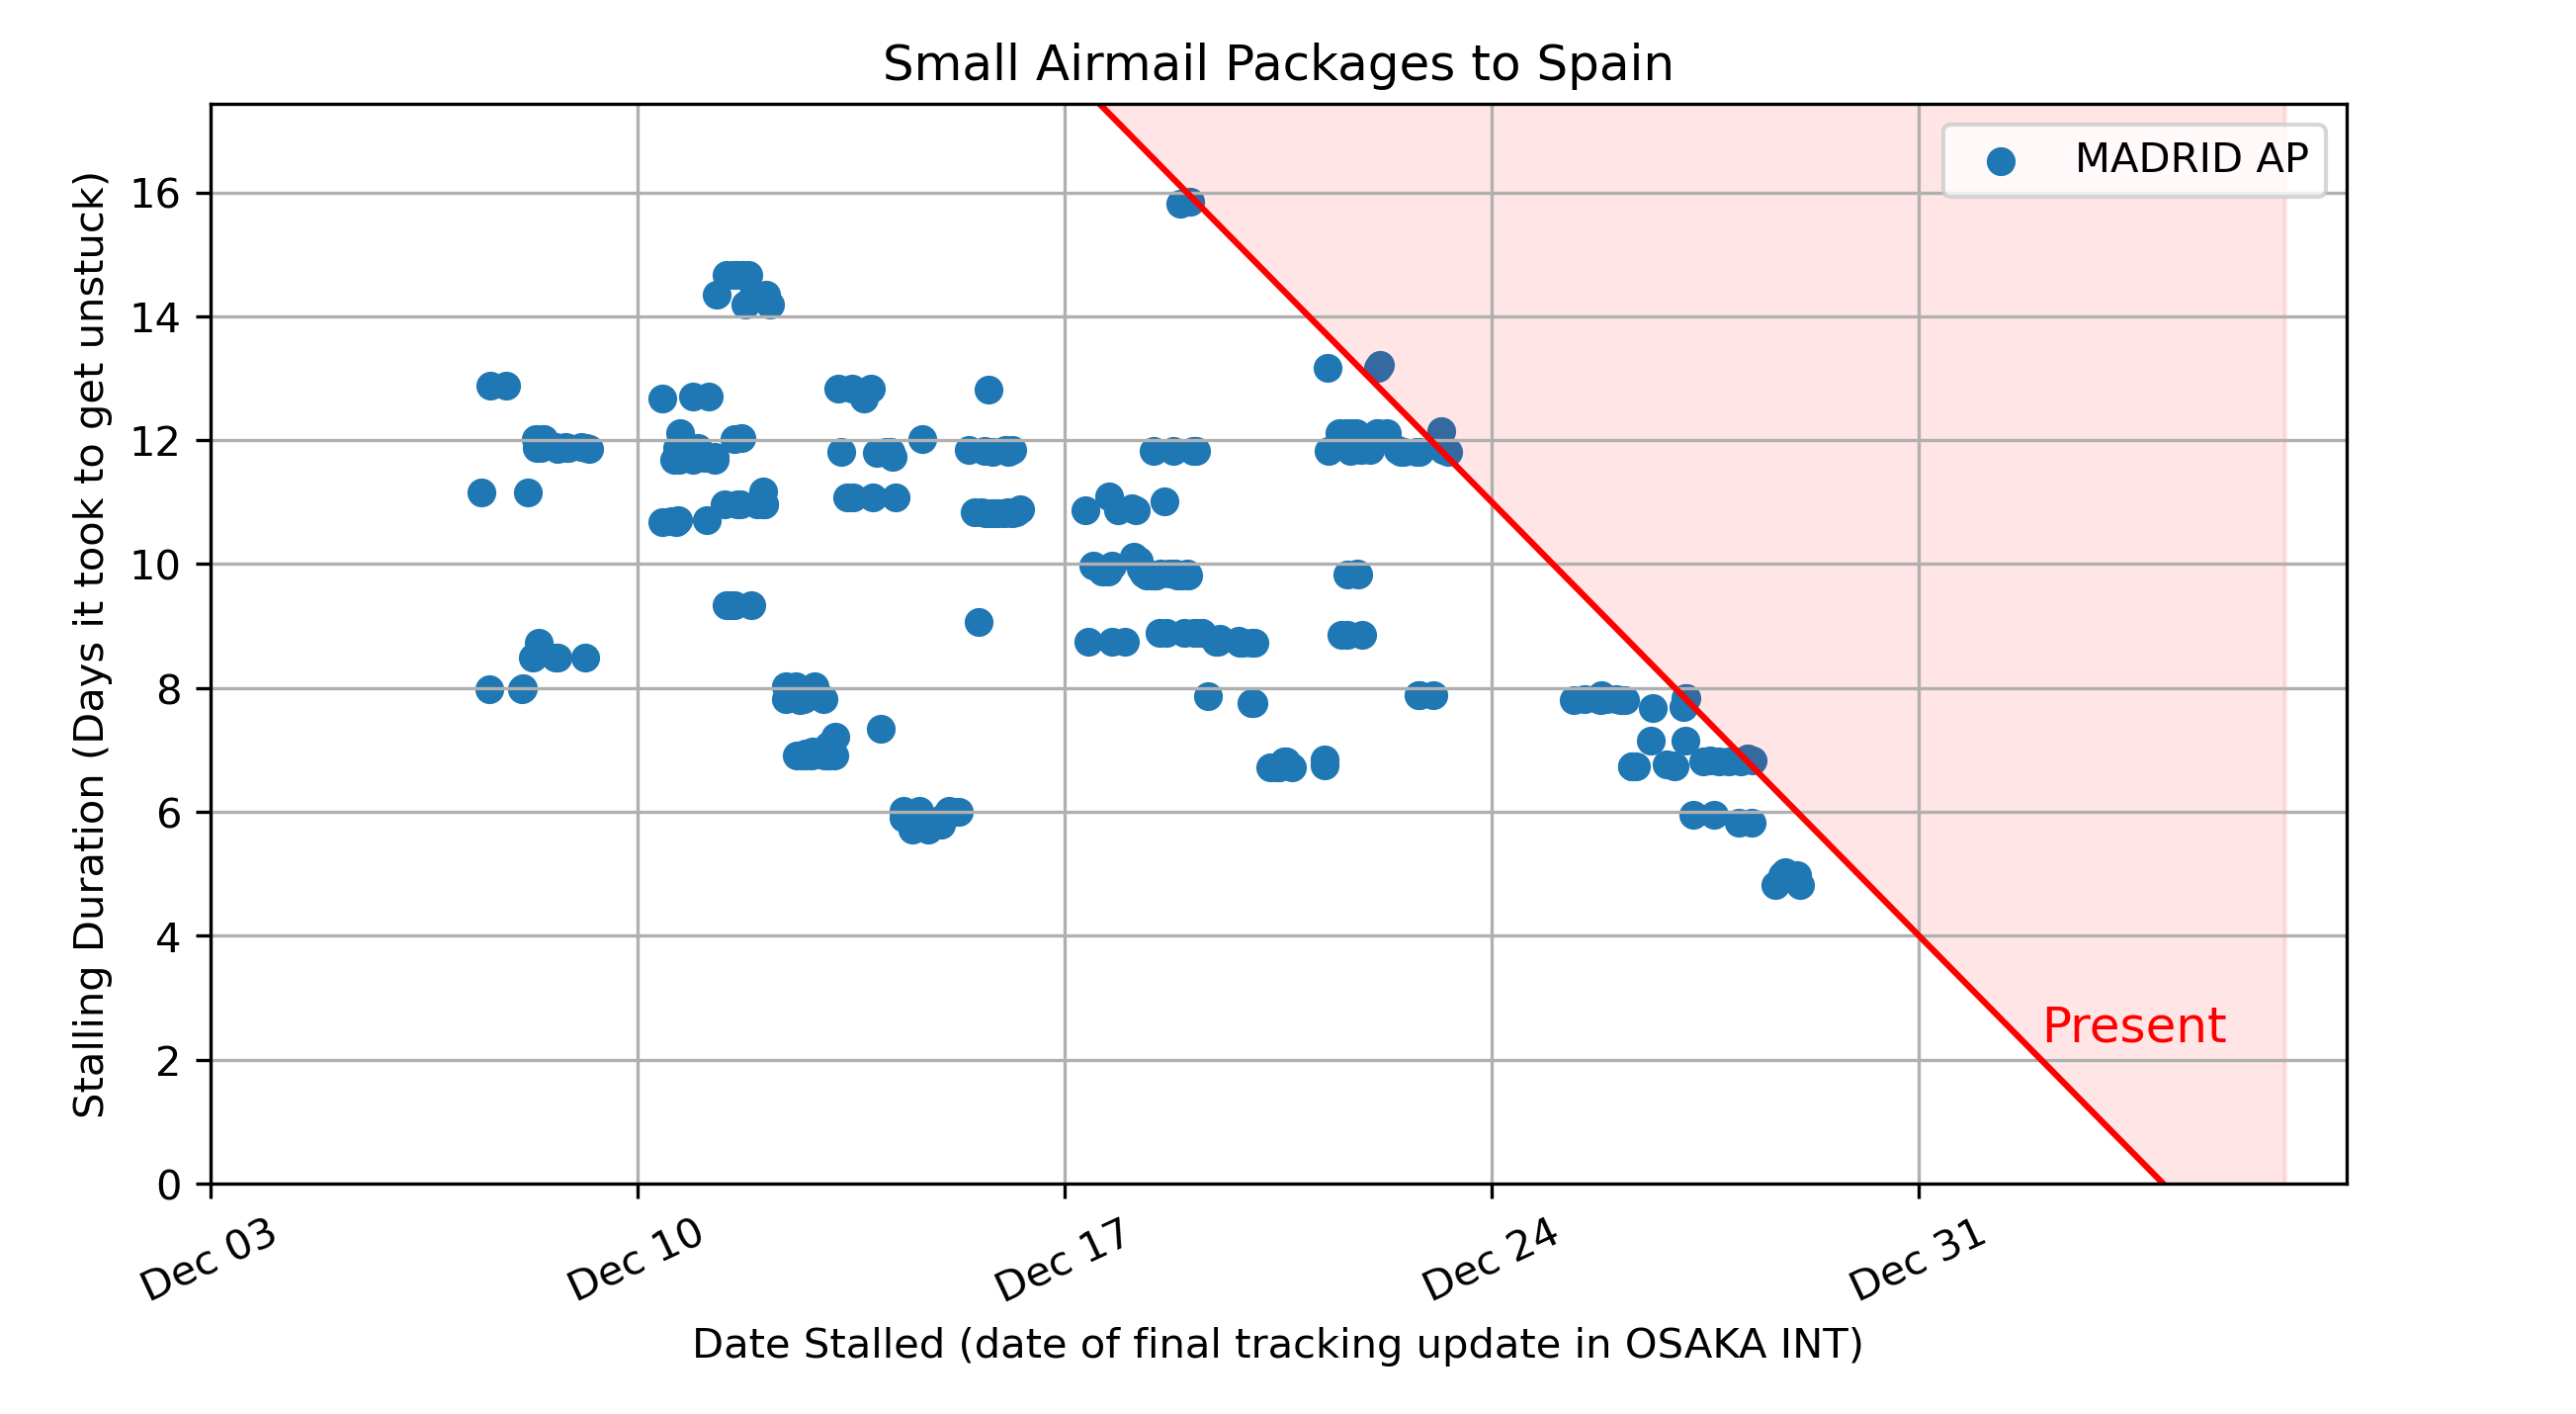 Small Airmail Packages to Spain
MADRID AP
Stalling Duration (Days it took to get unstuck)
16
14
12
10
8
6
4
2
0
Present
Dec 03
Dec 10
Dec 17
Dec 24
Dec 31
Date Stalled (date of final tracking update in OSAKA INT)